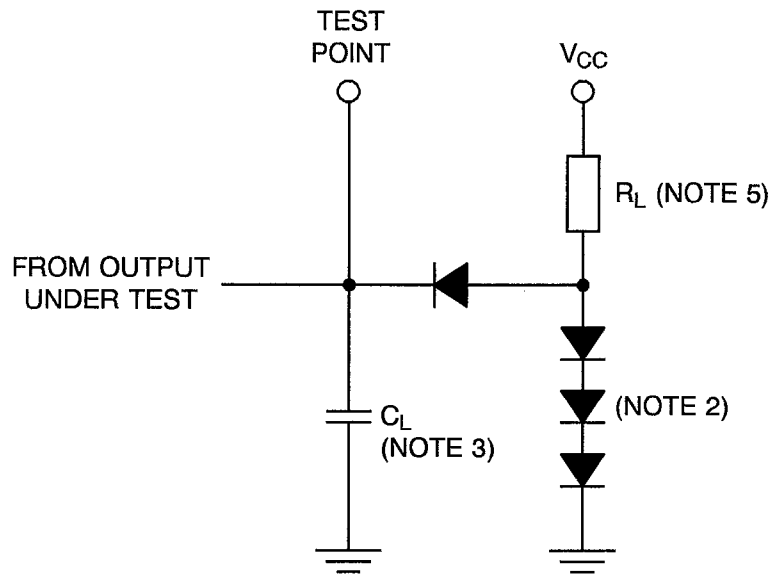 TEST
POINT
VCC
RL (NOTE 5)
FROM OUTPUT
UNDER TEST
(NOTE 2)
CL
(NOTE 3)